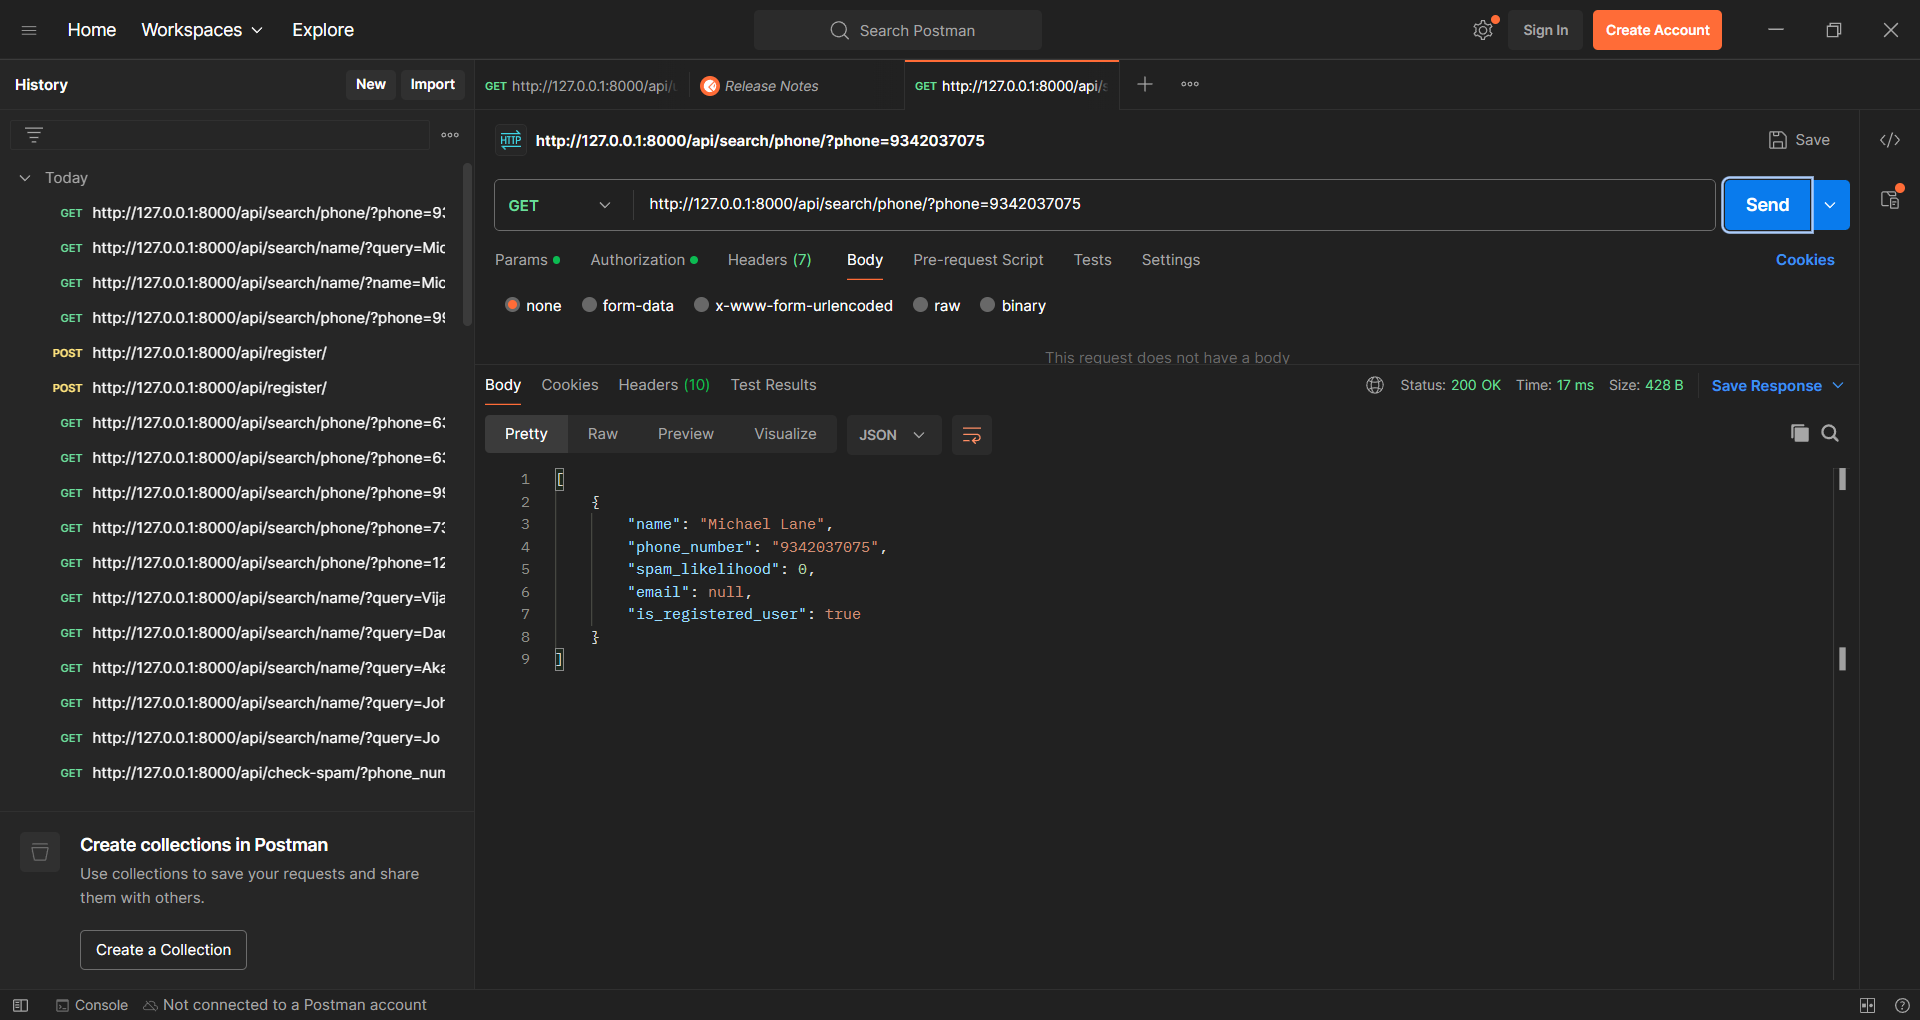 Home Workspaces Explore
Search Postman
Sign In Create Account
History New Import
GET http://127.0.0.1:8000/api/
Release Notes
GET http://127.0.0.1:8000/api/s
HTTP http://127.0.0.1:8000/api/search/phone/?phone=9342037075
Save
Today
GET http://127.0.0.1:8000/api/search/phone/?phone=93
GET http://127.0.0.1:8000/api/search/name/?query=Mic
GET http://127.0.0.1:8000/api/search/name/?name=Mic
GET http://127.0.0.1:8000/api/search/phone/?phone=99
POST http://127.0.0.1:8000/api/register/
POST http://127.0.0.1:8000/api/register/
GET http://127.0.0.1:8000/api/search/phone/?phone=63
GET http://127.0.0.1:8000/api/search/phone/?phone=63
GET http://127.0.0.1:8000/api/search/phone/?phone=99
GET http://127.0.0.1:8000/api/search/phone/?phone=73
GET http://127.0.0.1:8000/api/search/phone/?phone=12
GET http://127.0.0.1:8000/api/search/name/?query=Vija
GET http://127.0.0.1:8000/api/search/name/?query=Dac
GET http://127.0.0.1:8000/api/search/name/?query=Aka
GET http://127.0.0.1:8000/api/search/name/?query=Joh
GET http://127.0.0.1:8000/api/search/name/?query=Jo
GET http://127.0.0.1:8000/api/check-spam/?phone_num
Create collections in Postman
Use collections to save your requests and share
them with others.
Create a Collection
GET http://127.0.0.1:8000/api/search/phone/?phone=9342037075
Send
Params Authorization Headers (7) Body Pre-request Script Tests Settings Cookies
none form-data x-www-form-urlencoded raw binary
This request does not have a body
Body Cookies Headers (10) Test Results
Status: 200 OK Time: 17 ms Size: 428 B Save Response
Pretty Raw Preview Visualize JSON
1 [
2 {
3 "name": "Michael Lane",
4 "phone_number": "9342037075",
5 "spam_likelihood": 0,
6 "email": null,
7 "is_registered_user": true
8 }
9 ]
Console Not connected to a Postman account